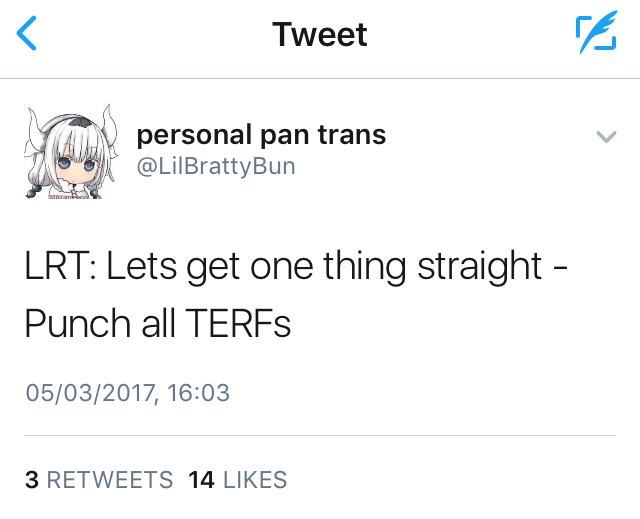 Tweet
personal pan trans
@LilBrattyBun
LRT: Lets get one thing straight -
Punch all TERFs
05/03/2017, 16:03
3 RETWEETS 14 LIKES